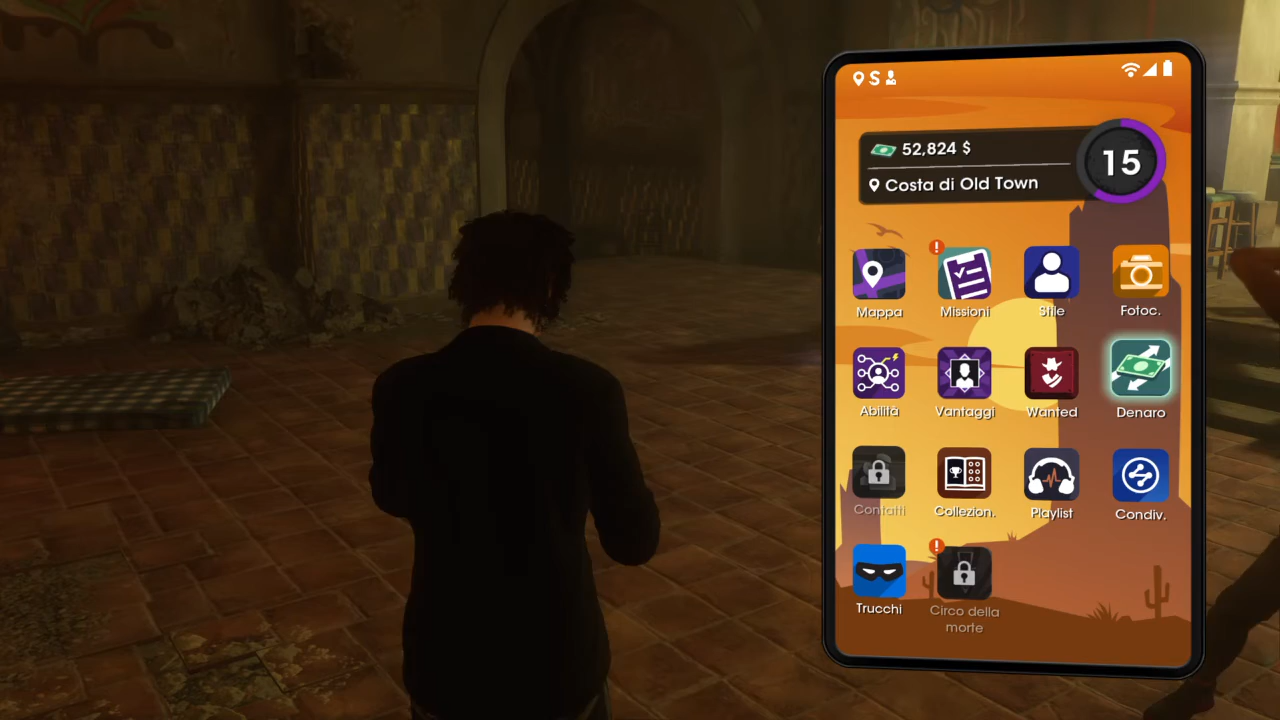 S
52,824 $
15
Costa di Old Town
Mappa
Missioni
Stile
Fotoc.
Abilità
Vantaggi
Wanted
Denaro
Contatti
Collezion.
Playlist
Condiv.
Trucchi
Circo della
morte